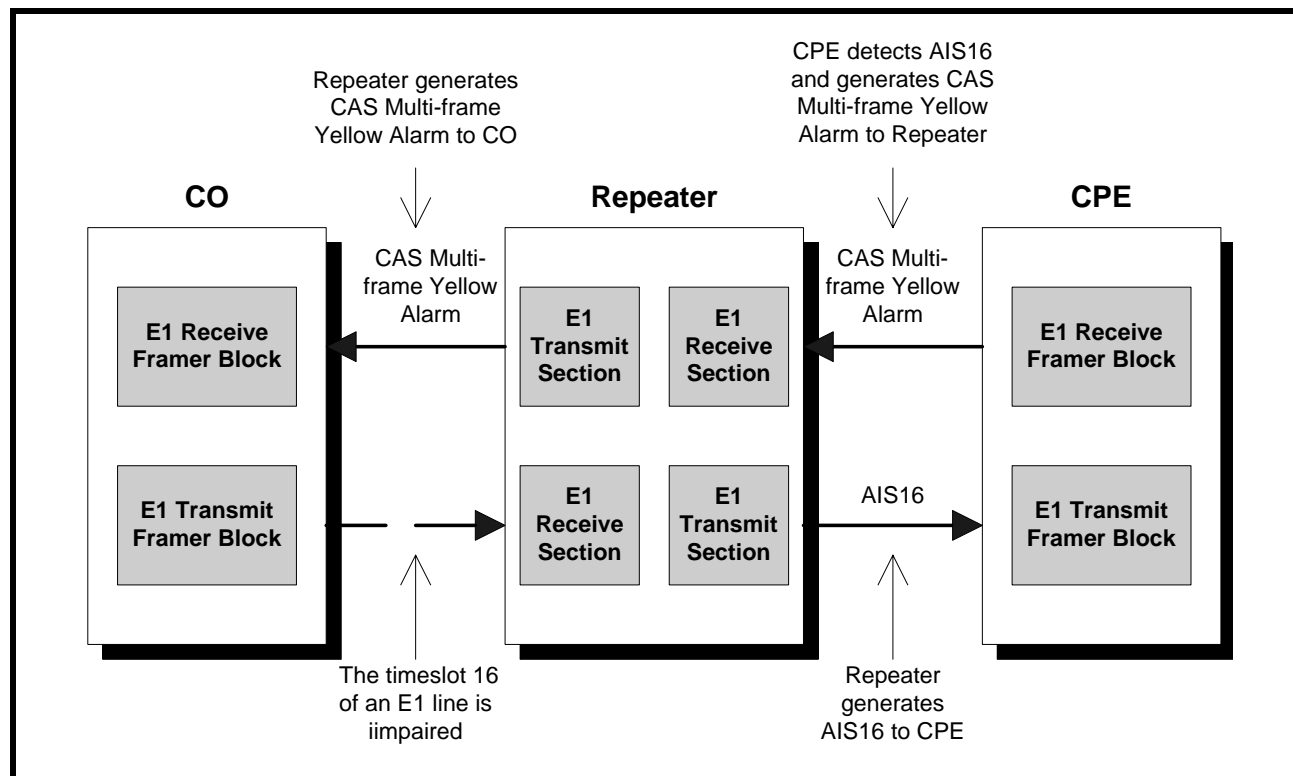 Repeater generates
CAS Multi-frame
Yellow Alarm to CO
CPE detects AIS16
and generates CAS
Multi-frame Yellow
Alarm to Repeater
CO
Repeater
CPE
CAS Multi-
frame Yellow
Alarm
CAS Multi-
frame Yellow
Alarm
E1 Receive
Framer Block
E1
Transmit
Section
E1
Receive
Section
E1 Receive
Framer Block
E1 Transmit
Framer Block
E1
Receive
Section
E1
Transmit
Section
AIS16
E1 Transmit
Framer Block
The timeslot 16
of an E1 line is
iimpaired
Repeater
generates
AIS16 to CPE